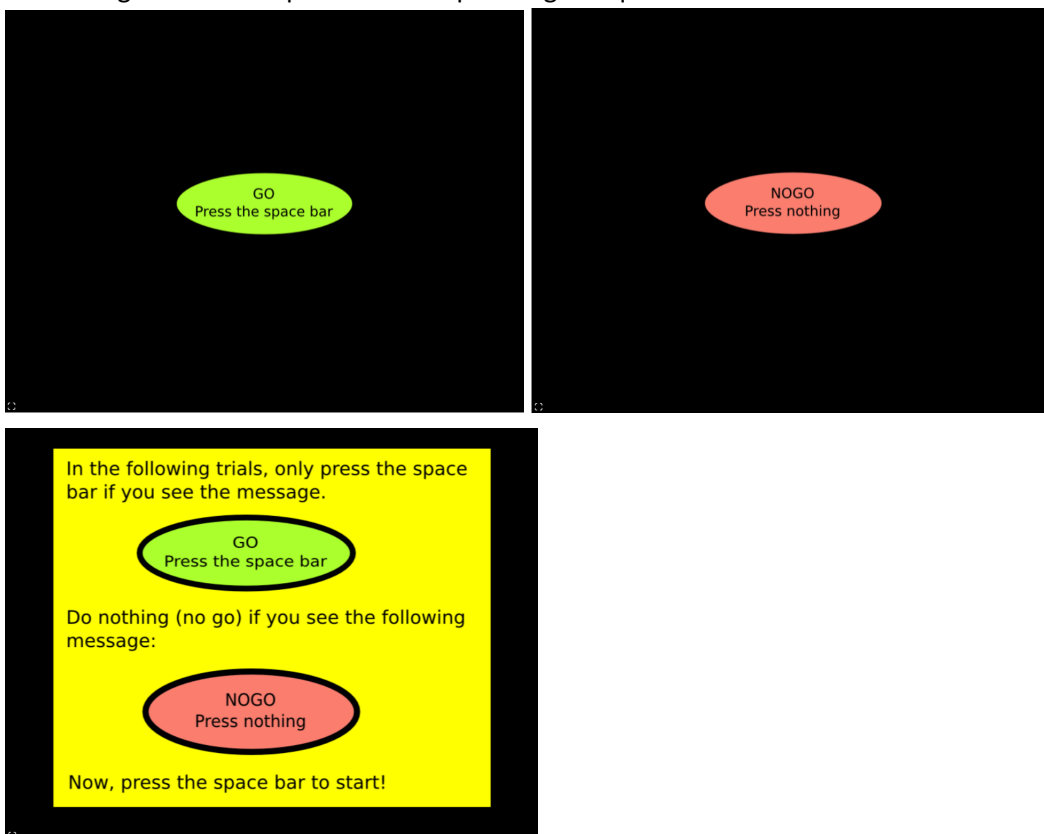 GO
Press the space bar
NOGO
Press nothing
In the following trials, only press the space
bar if you see the message.
GO
Press the space bar
Do nothing (no go) if you see the following
message:
NOGO
Press nothing
Now, press the space bar to start!